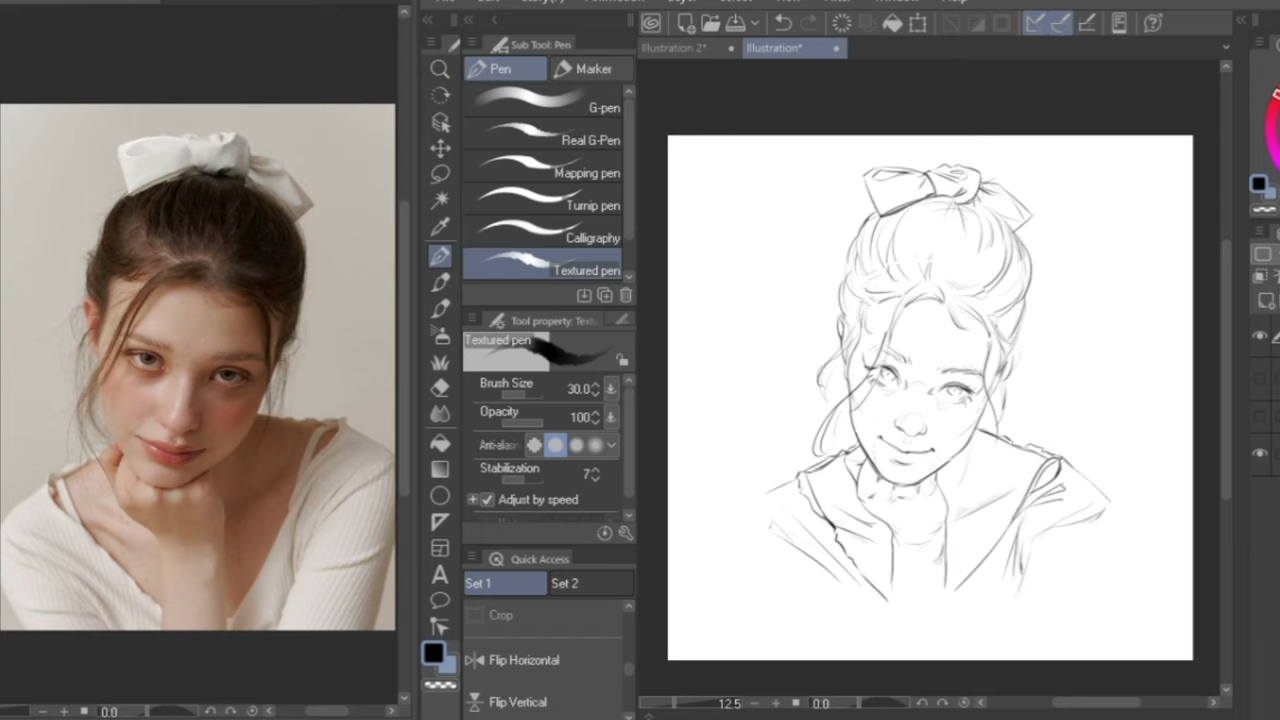 Sub Tool: Pen
Illustration 2*
Illustration*
Pen
Marker
G-pen
Real G-Pen
Mapping pen
Turnip pen
Calligraphy
Textured pen
Tool property: Textu
Textured pen
Brush Size
30.0
Opacity
100
Stabilization
7
Adjust by speed
Quick Access
Set 1
Set 2
Crop
Flip Horizontal
Flip Vertical
0.0
12.5
0.0